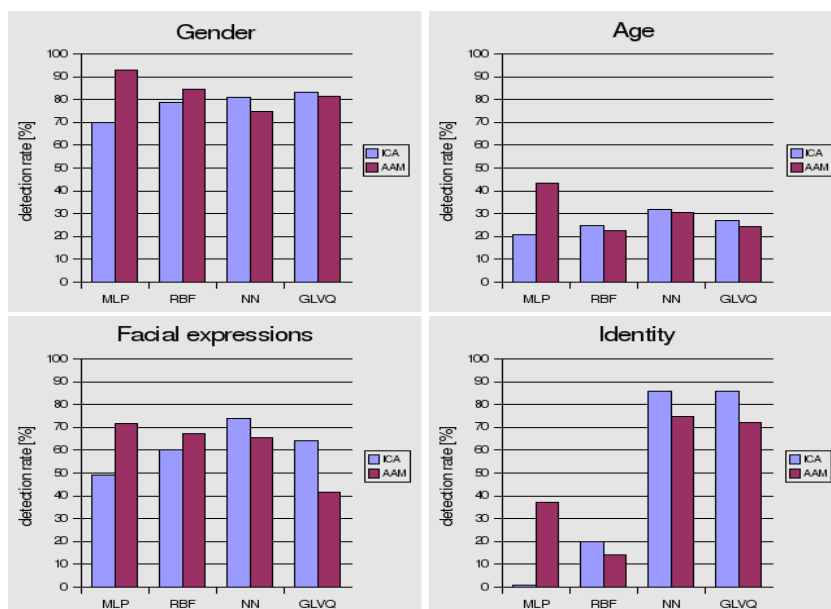 Gender
100
90
80
70
60
50
40
30
20
10
0
detection rate [%]
MLP RBF NN GLVQ
ICA
AAM
Age
100
90
80
70
60
50
40
30
20
10
0
detection rate [%]
MLP RBF NN GLVQ
ICA
AAM
Facial expressions
100
90
80
70
60
50
40
30
20
10
0
detection rate [%]
MLP RBF NN GLVQ
ICA
AAM
Identity
100
90
80
70
60
50
40
30
20
10
0
detection rate [%]
MLP RBF NN GLVQ
ICA
AAM